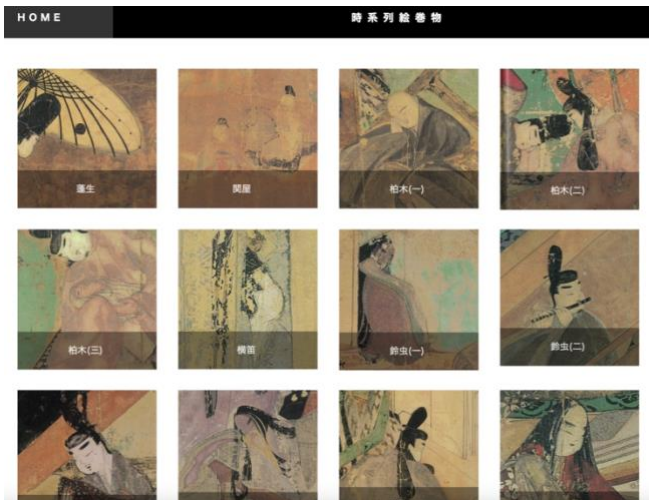 HOME
時系列絵巻物
蓬生
関屋
柏木(一)
柏木(二)
柏木(三)
横笛
鈴虫(一)
鈴虫(二)